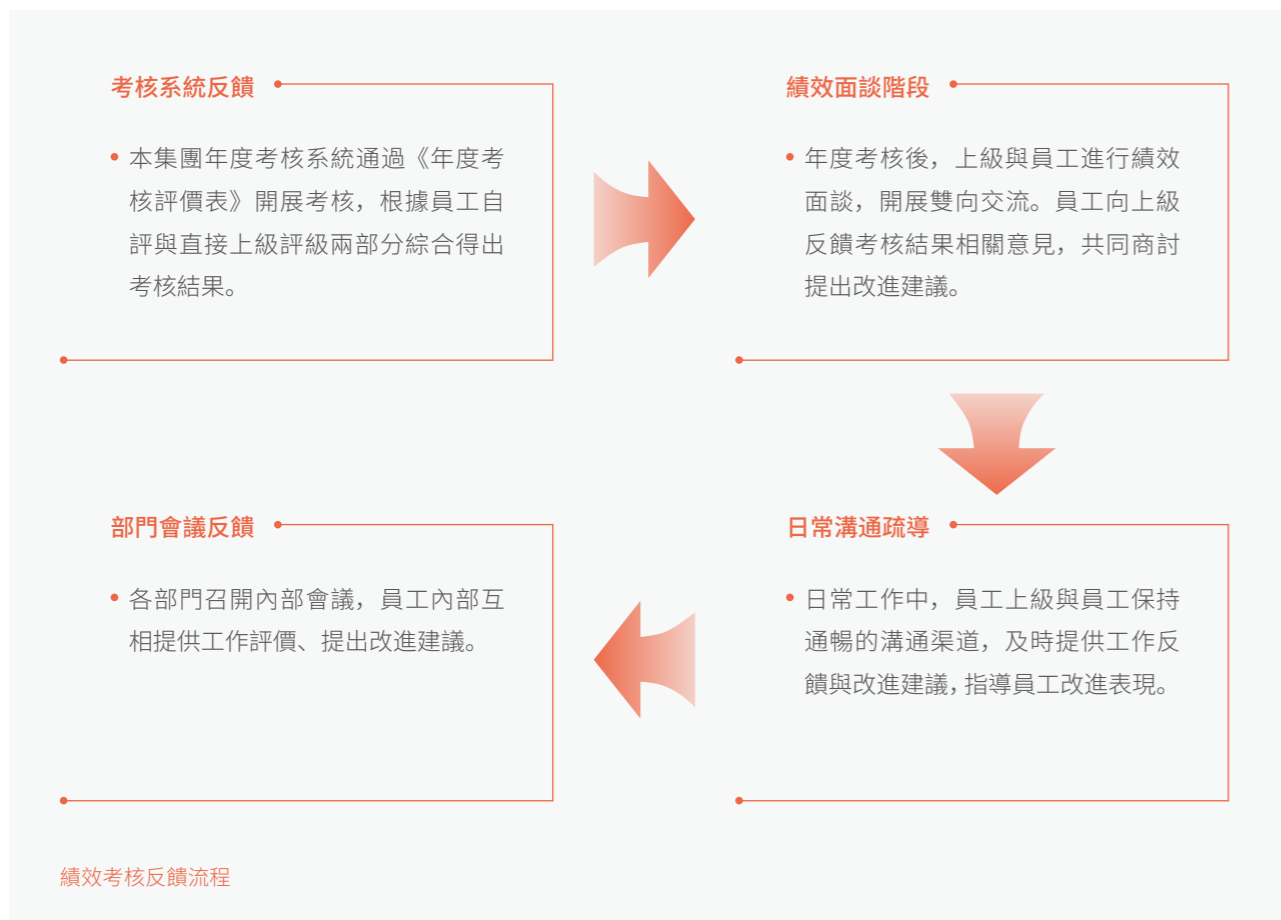 考核系統反饋
• 本集團年度考核系統通過《年度考
核評價表》開展考核，根據員工自
評與直接上級評級兩部分綜合得出
考核結果。
績效面談階段
• 年度考核後，上級與員工進行績效
面談，開展雙向交流。員工向上級
反饋考核結果相關意見，共同商討
提出改進建議。
日常溝通疏導
• 日常工作中，員工上級與員工保持
通暢的溝通渠道，及時提供工作反
饋與改進建議，指導員工改進表現。
部門會議反饋
• 各部門召開內部會議，員工內部互
相提供工作評價、提出改進建議。
績效考核反饋流程